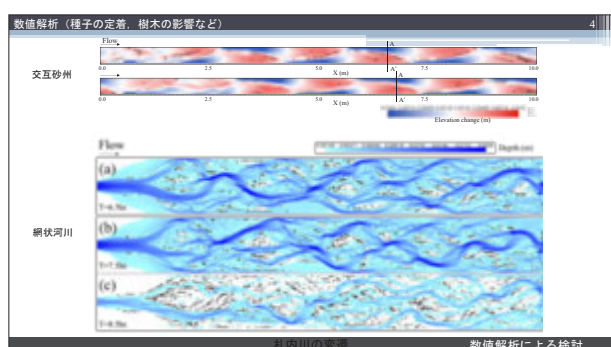 数値解析（種子の定着，樹木の影響など） 4
Flow
A
交互砂州
0.0 2.5 5.0 A' 7.5 10.0
X (m)
A
0.0 2.5 5.0 A' 7.5 10.0
X (m)
Elevation change (m)
Flow
Depth (m)
(a)
網状河川
(b)
(c)
札内川の変遷 数値解析による検討